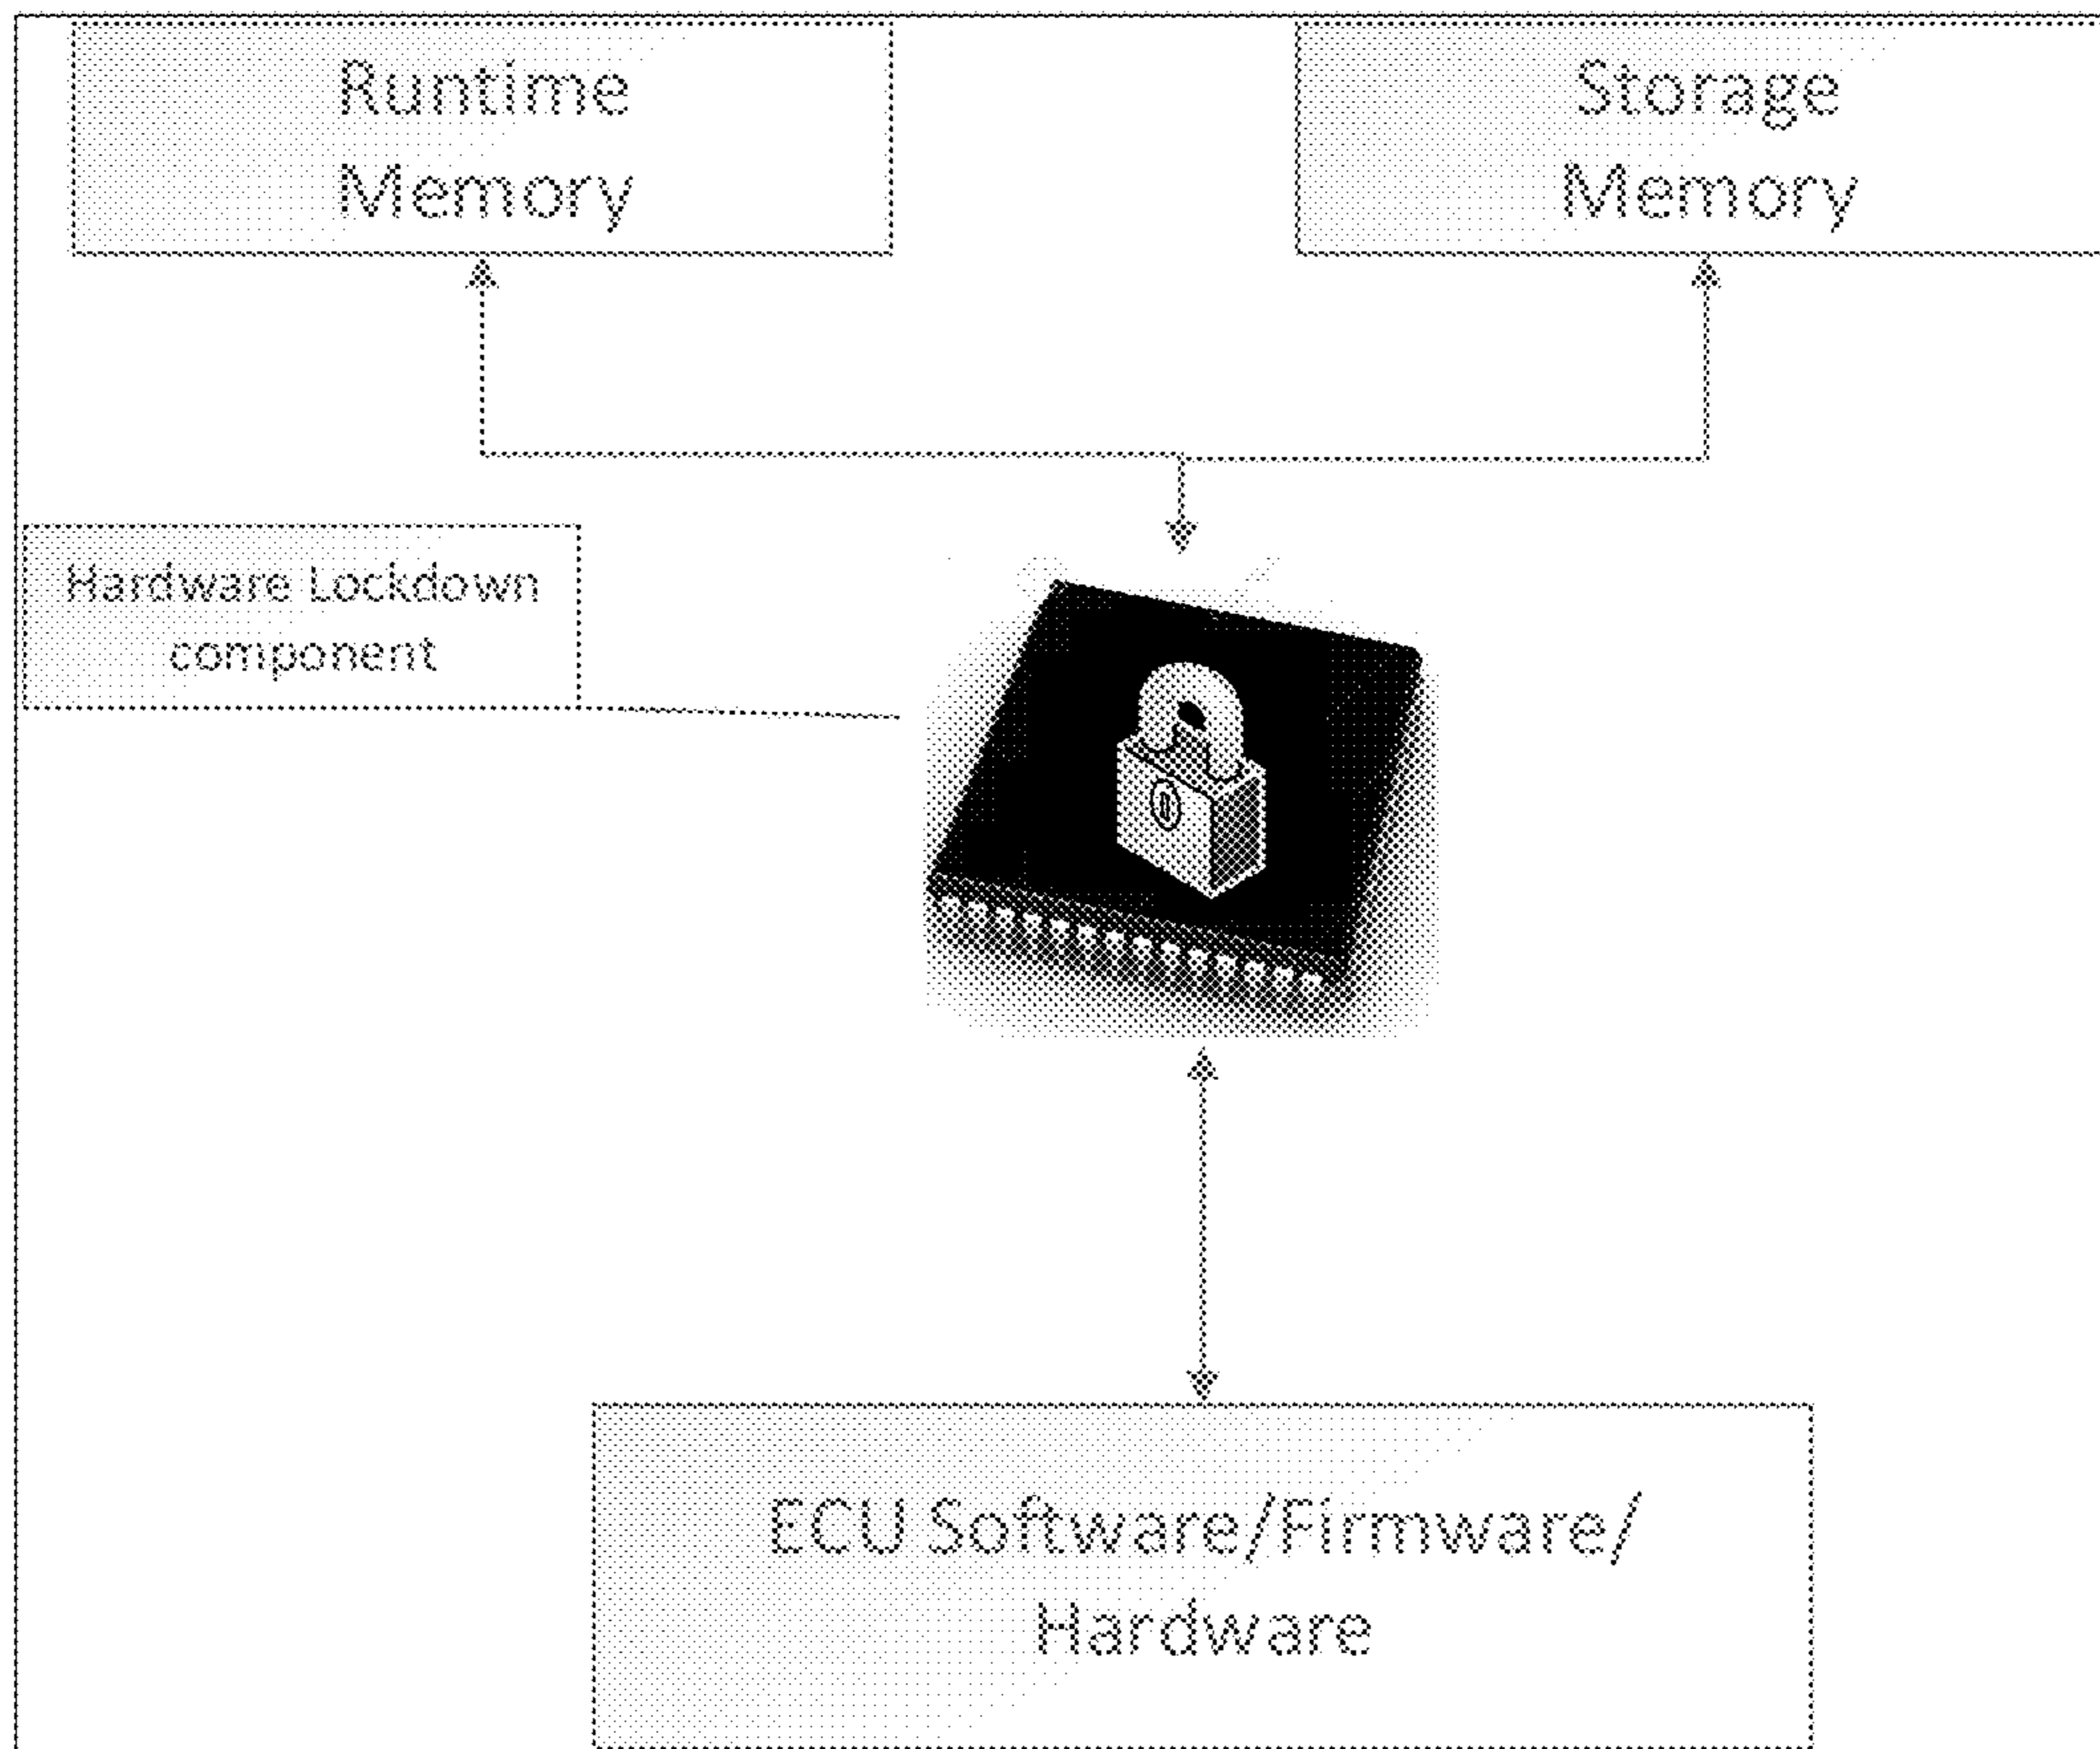 Runtime
Memory
Storage
Memory
Hardware Lockdown
component
ECU Software/Firmware/
Hardware